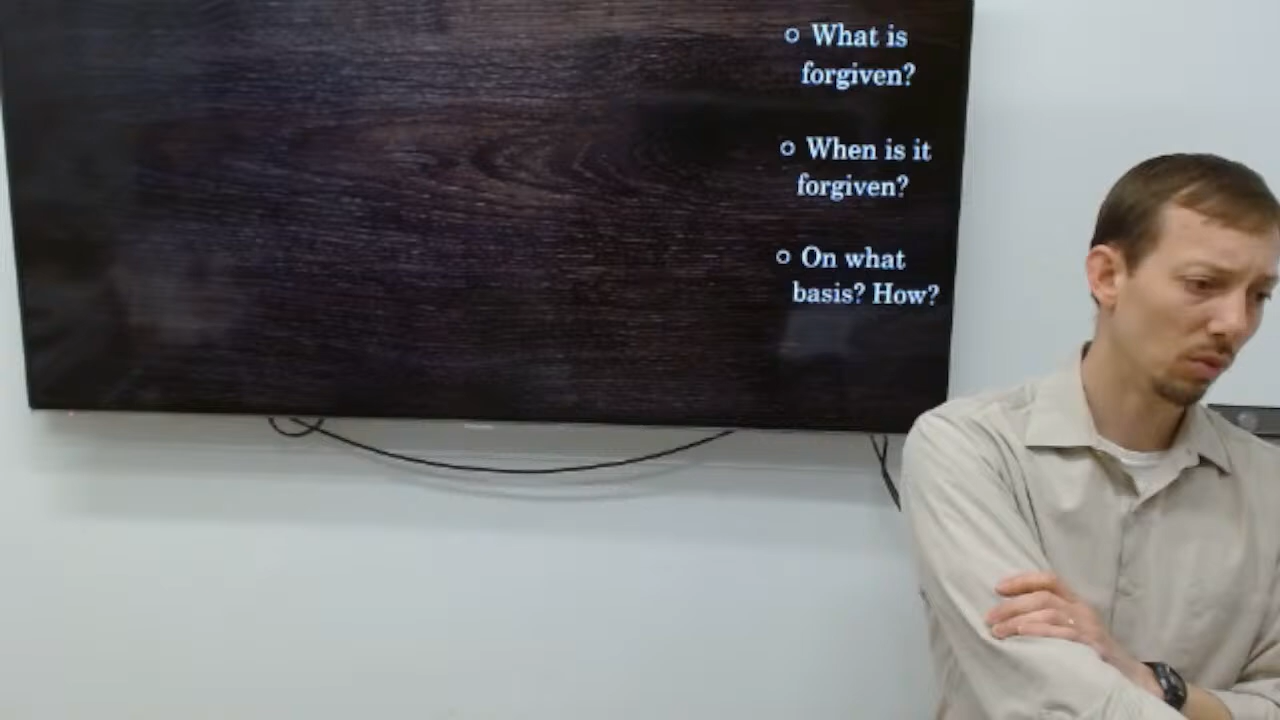 ○ What is
forgiven?
○ When is it
forgiven?
○ On what
basis? How?